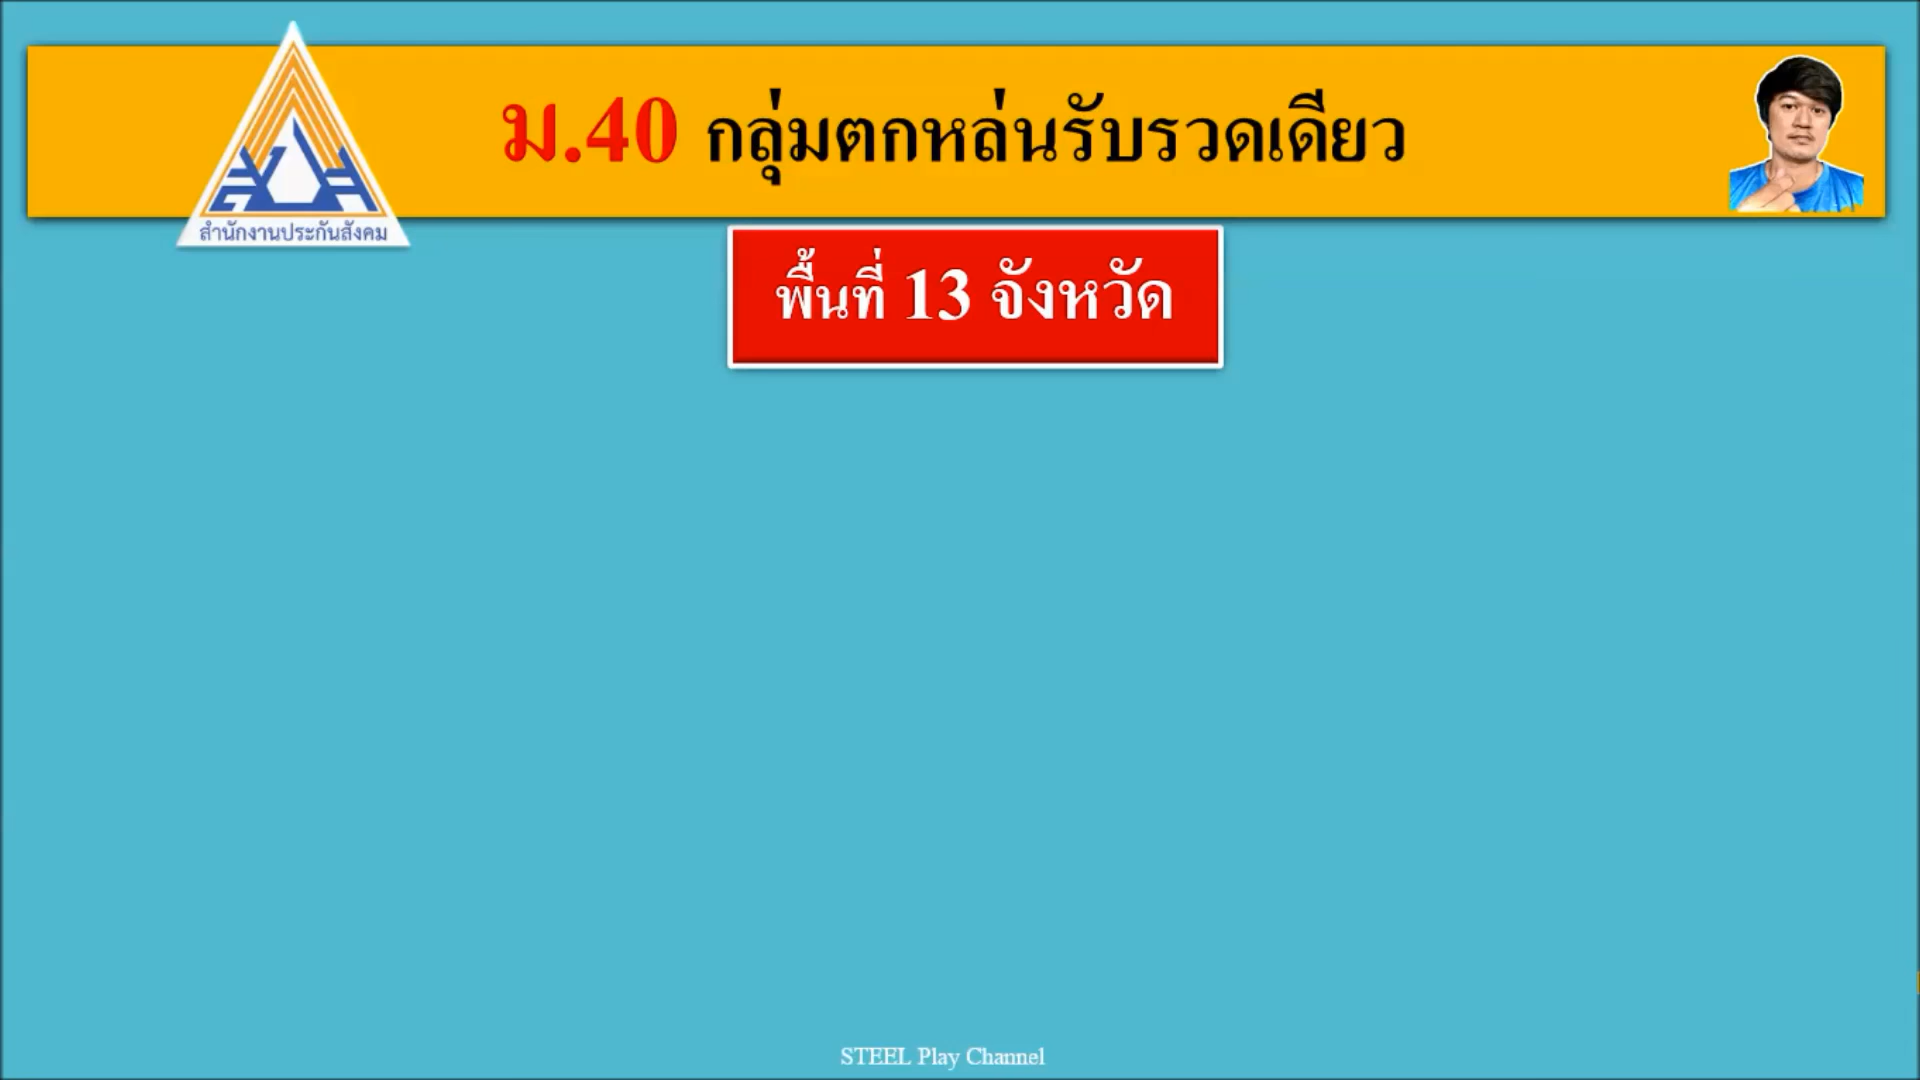 ม.40 กลุ่มตกหล่นรับรวดเดียว
สำนักงานประกันสังคม
พื้นที่ 13 จังหวัด
STEEL Play Channel